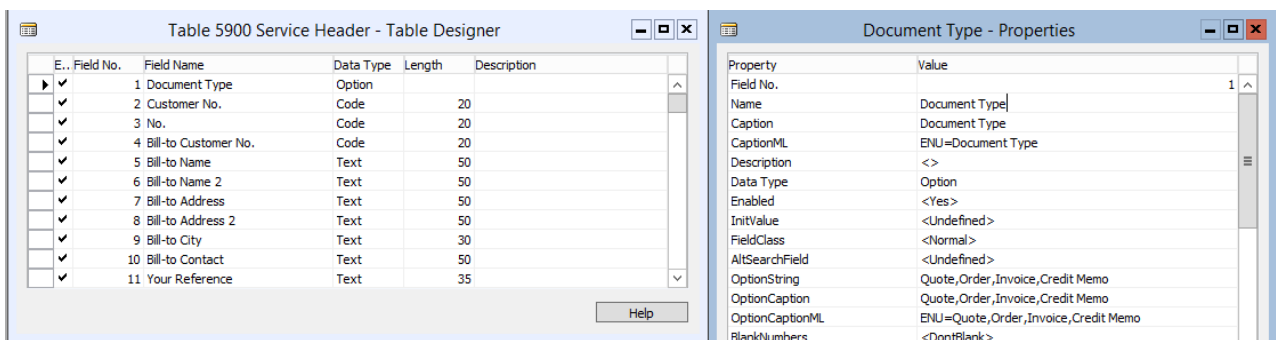 Table 5900 Service Header - Table Designer
E.. Field No. Field Name Data Type Length Description
1 Document Type Option
2 Customer No. Code 20
3 No. Code 20
4 Bill-to Customer No. Code 20
5 Bill-to Name Text 50
6 Bill-to Name 2 Text 50
7 Bill-to Address Text 50
8 Bill-to Address 2 Text 50
9 Bill-to City Text 30
10 Bill-to Contact Text 50
11 Your Reference Text 35
Help
Document Type - Properties
Property Value
Field No. 1
Name Document Type
Caption Document Type
CaptionML ENU=Document Type
Description <>
Data Type Option
Enabled <Yes>
InitValue <Undefined>
FieldClass <Normal>
AltSearchField <Undefined>
OptionString Quote,Order,Invoice,Credit Memo
OptionCaption Quote,Order,Invoice,Credit Memo
OptionCaptionML ENU=Quote,Order,Invoice,Credit Memo
BlankNumbers <DontBlank>